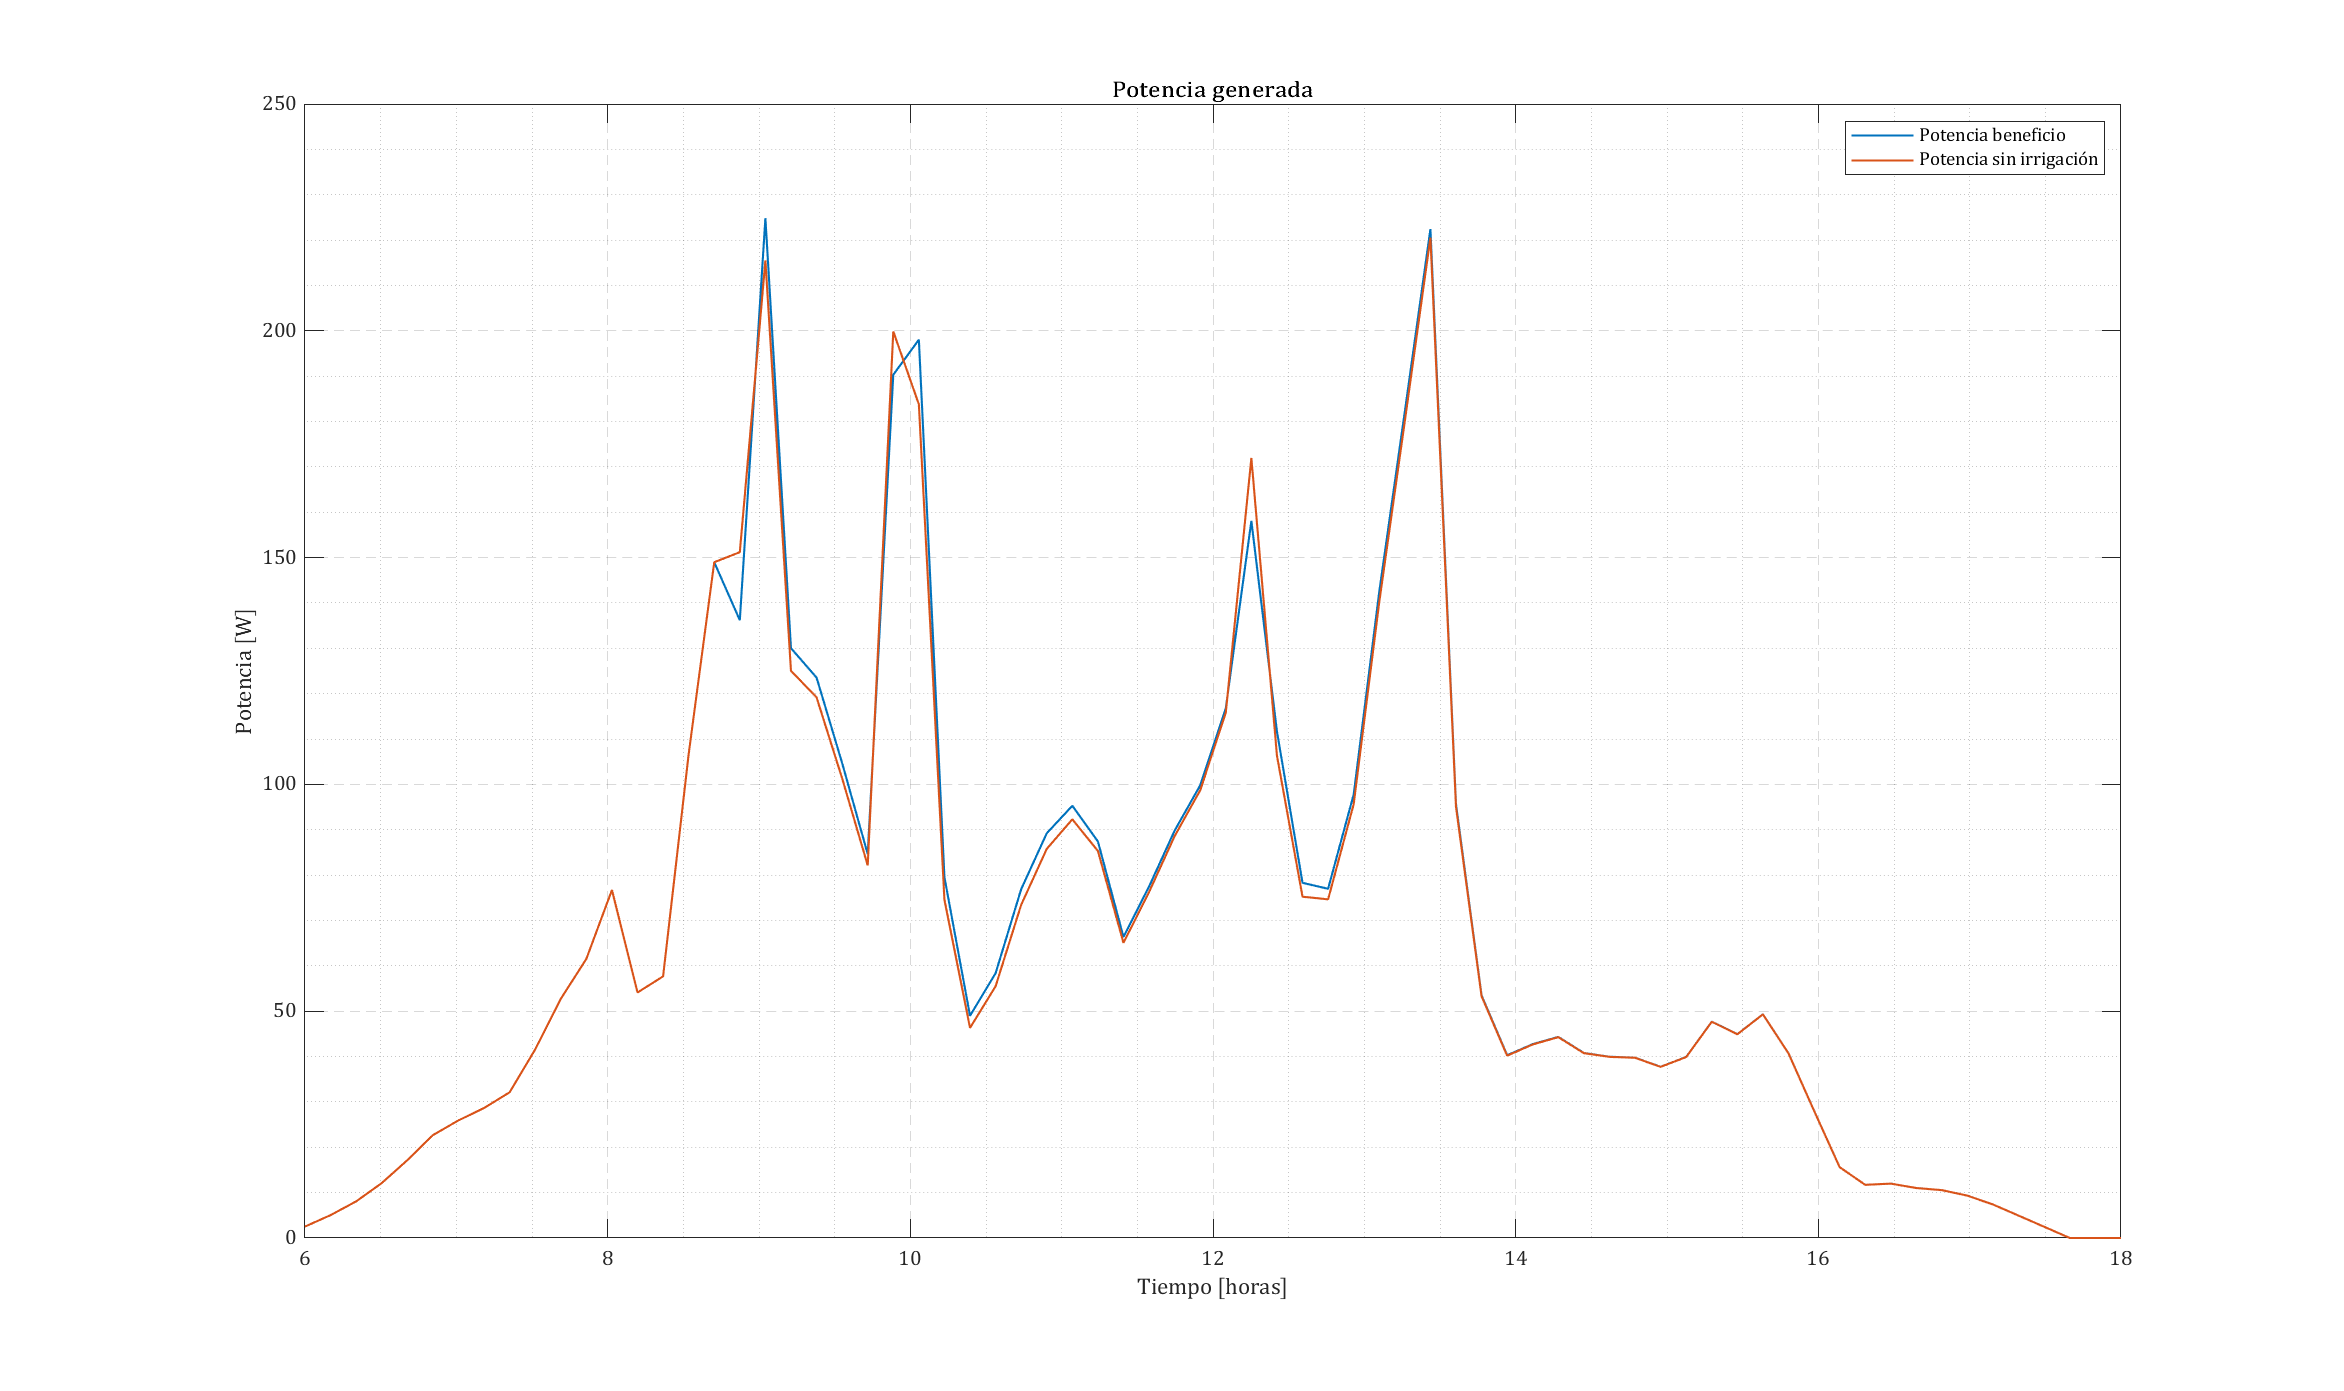 Potencia generada
250
Potencia beneficio
Potencia sin irrigación
200
150
Potencia [W]
100
50
0
6 8 10 12 14 16 18
Tiempo [horas]